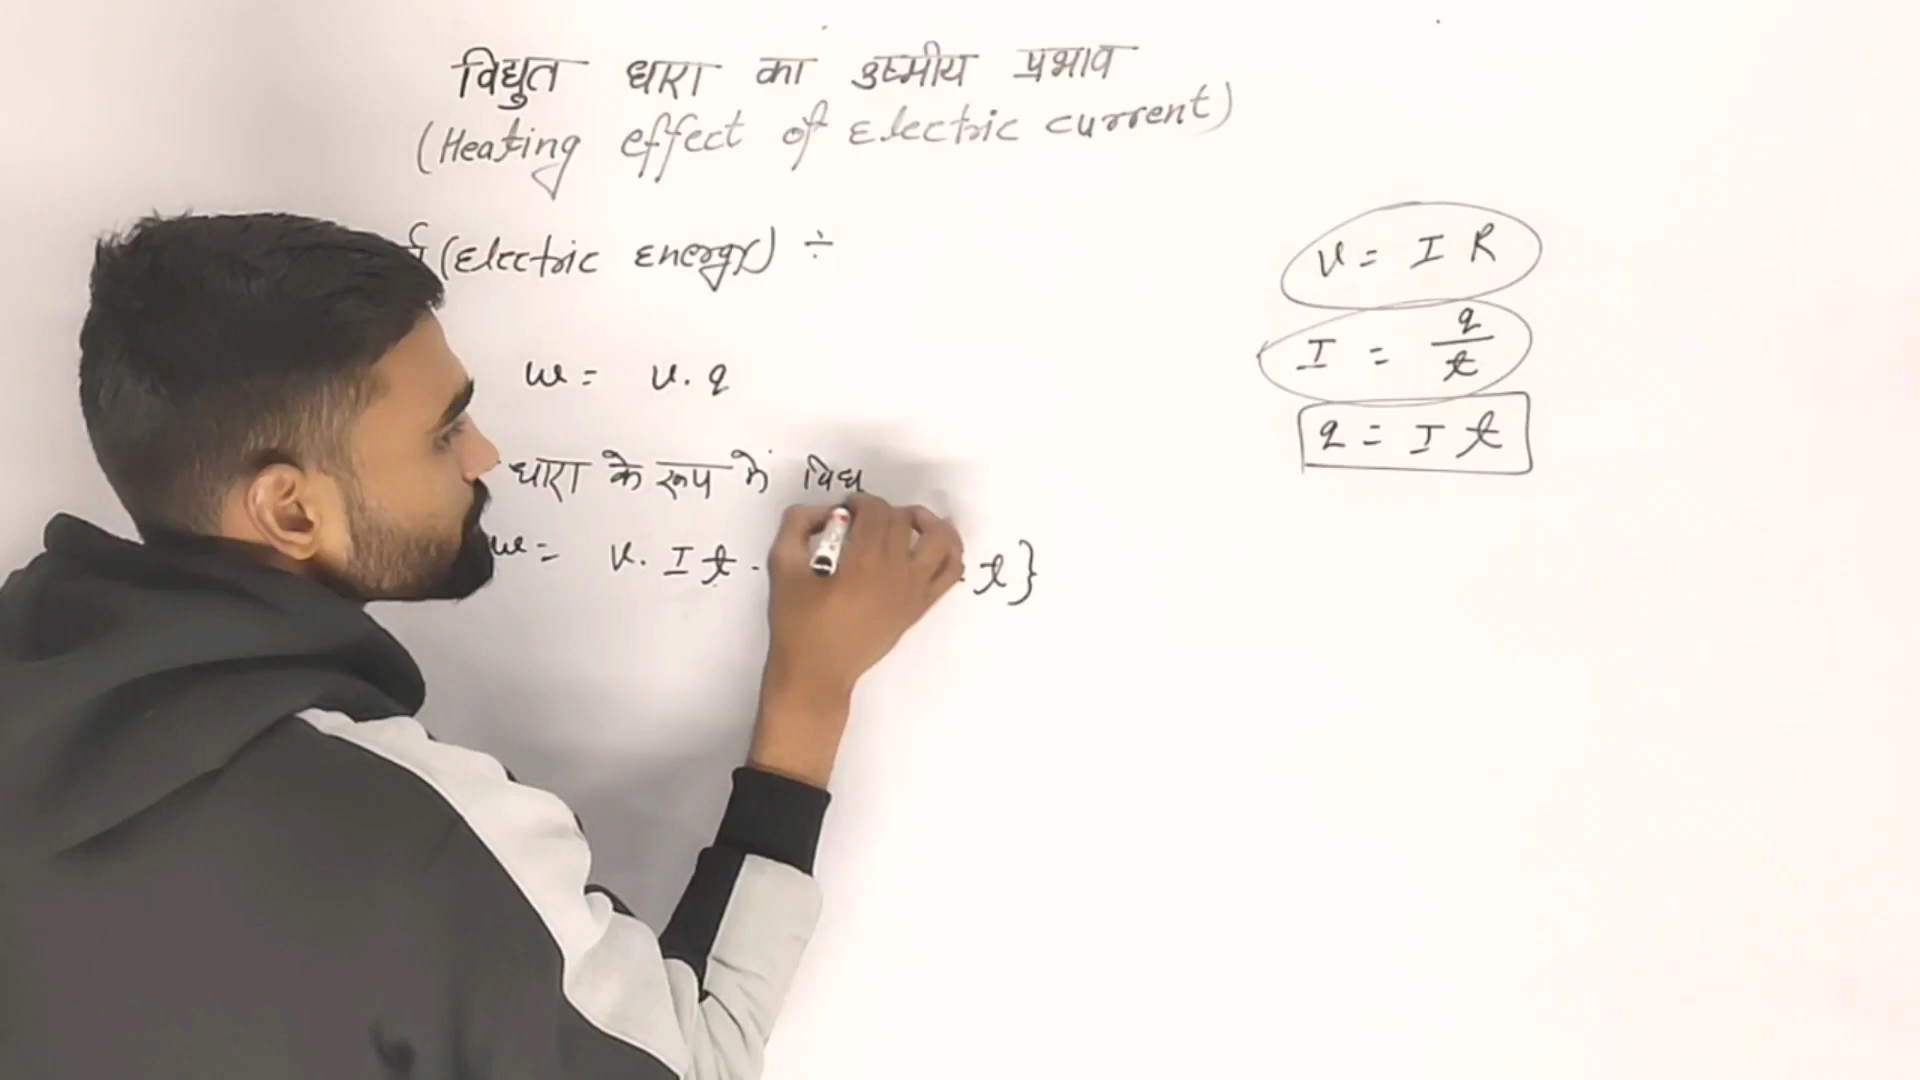 विद्युत धारा का उष्मीय प्रभाव
(Heating effect of Electric current)
(Electric Energy) ÷
w = v. q
धारा के रूप में विध
w = v. I t .
. t }
v = I R
I = q/t
q = I t